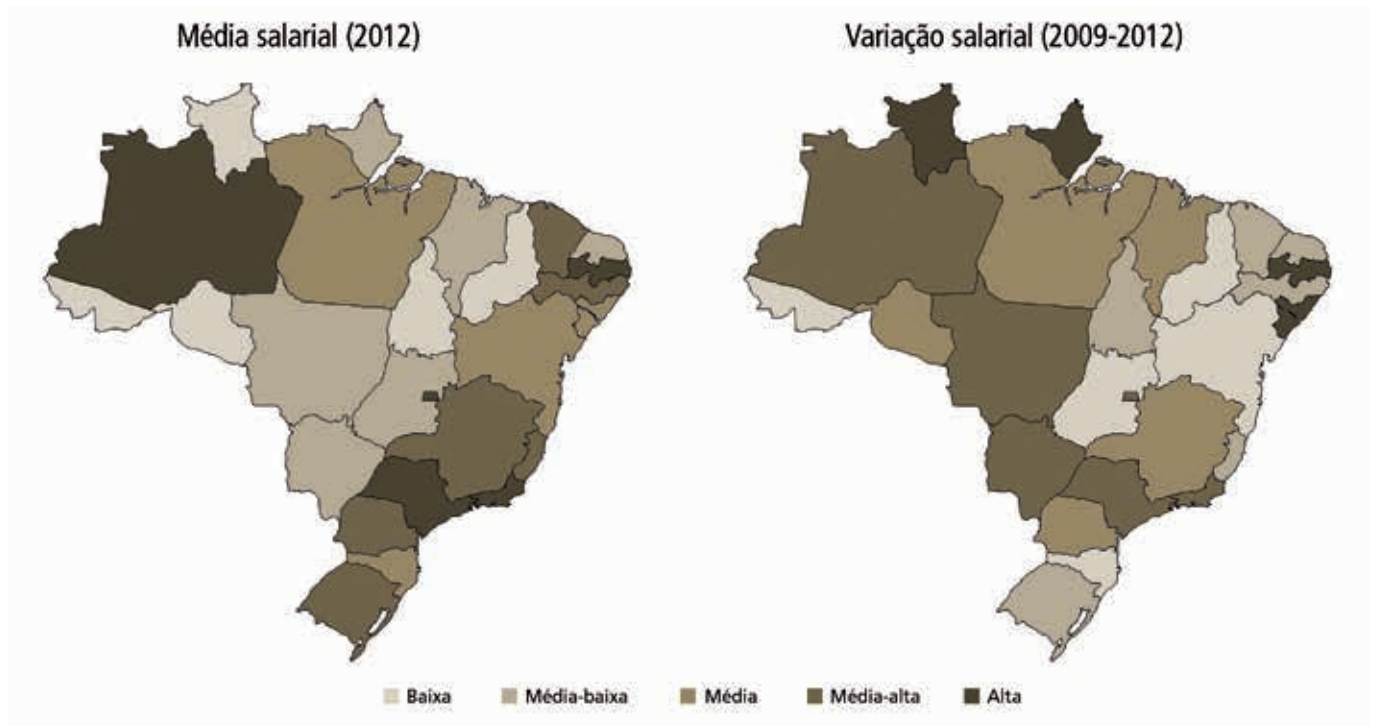 Média salarial (2012)
Variação salarial (2009-2012)
Baixa Média-baixa Média Média-alta Alta